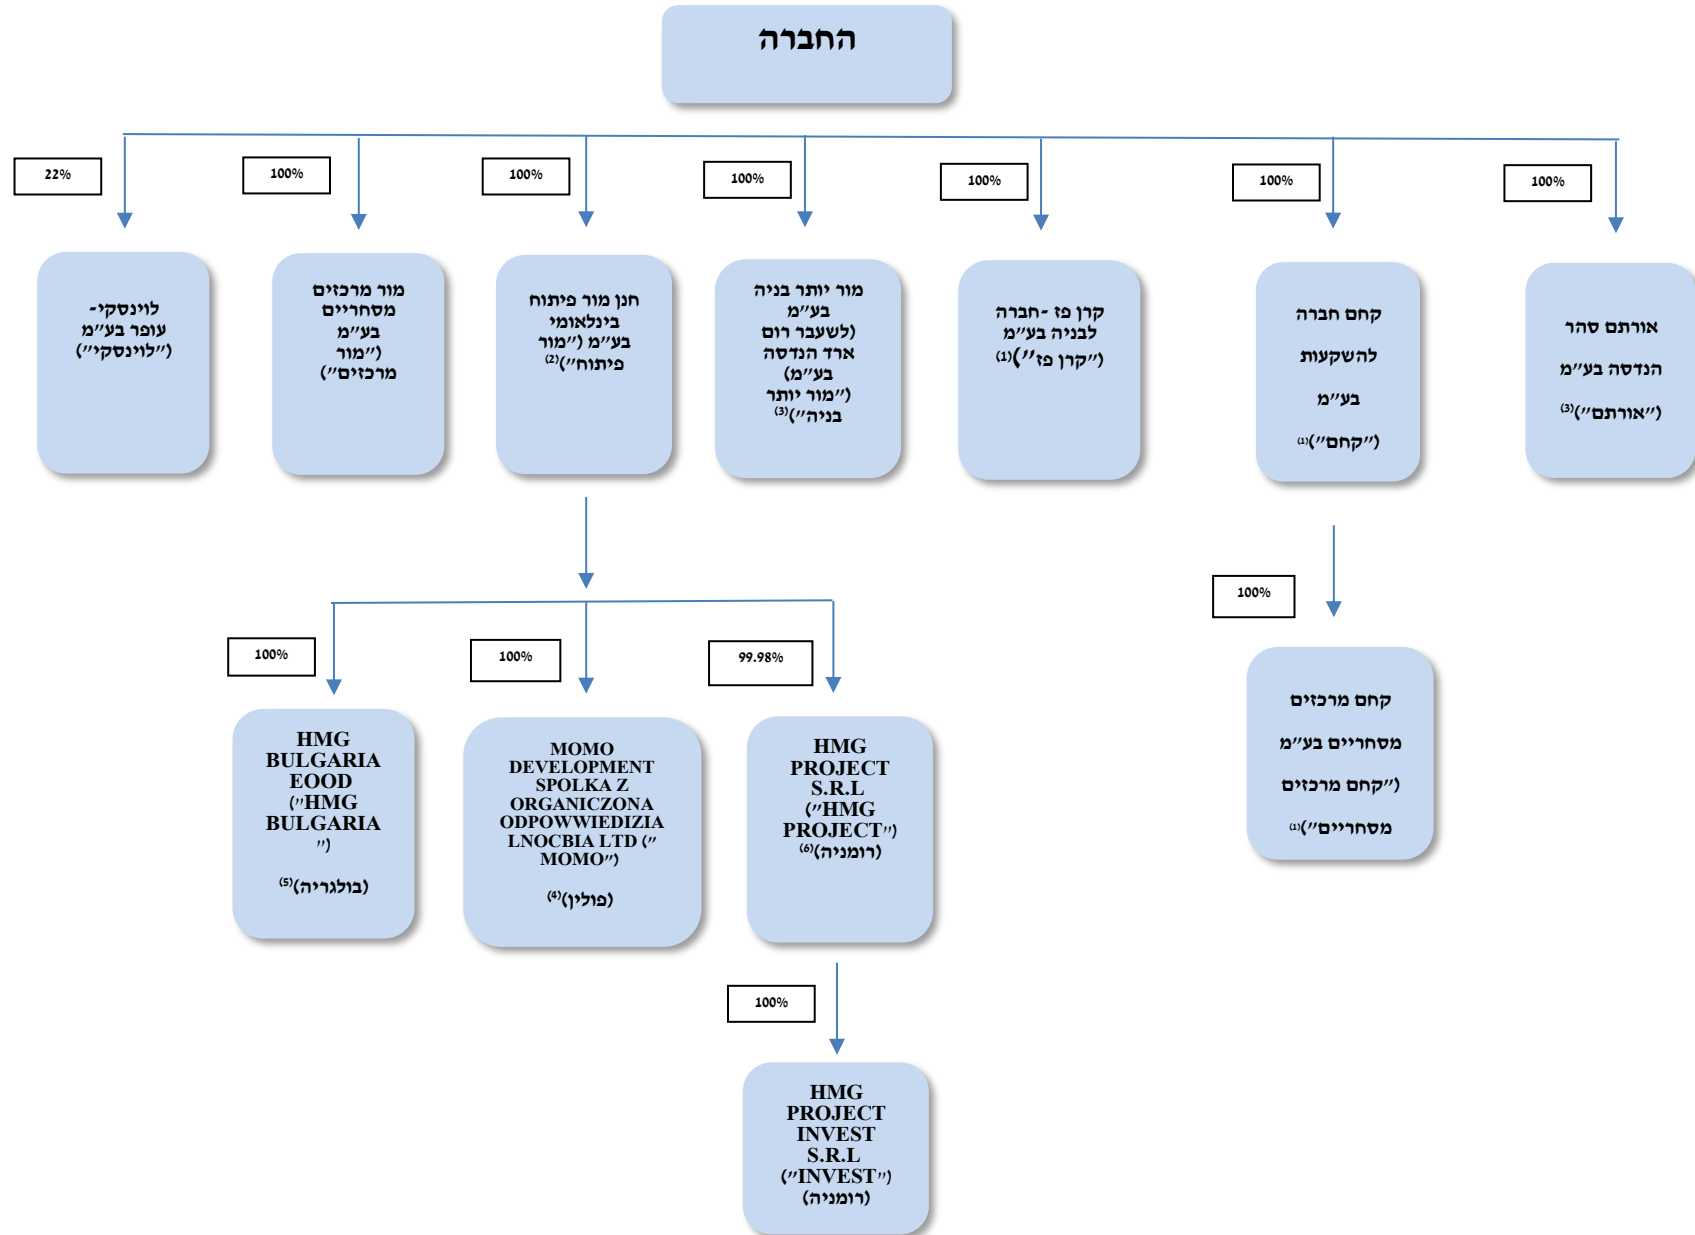 החברה
22%
100%
100%
100%
100%
100%
100%
לוינסקי-
עופר בע"מ
("לוינסקי")
מור מרכזים
מסחריים
בע"מ
("מור
מרכזים")
חנן מור פיתוח
בינלאומי
בע"מ ("מור
פיתוח")(2)
מור יותר בניה
בע"מ
(לשעבר רום
ארד הנדסה
בע"מ)
("מור יותר
בניה")(3)
קרן פז -חברה
לבניה בע"מ
("קרן פז")(1)
קחם חברה
להשקעות
בע"מ
("קחם")(1)
אורתם סהר
הנדסה בע"מ
("אורתם")(3)
100%
100%
99.98%
100%
HMG
BULGARIA
EOOD
("HMG
BULGARIA
")
(בולגריה)(5)
MOMO
DEVELOPMENT
SPOLKA Z
ORGANICZONA
ODPOWWIEDIZIA
LNOCBIA LTD ("
MOMO")
(פולין)(4)
HMG
PROJECT
S.R.L
("HMG
PROJECT")
(רומניה)(6)
קחם מרכזים
מסחריים בע"מ
("קחם מרכזים
מסחריים")(1)
100%
HMG
PROJECT
INVEST
S.R.L
("INVEST")
(רומניה)